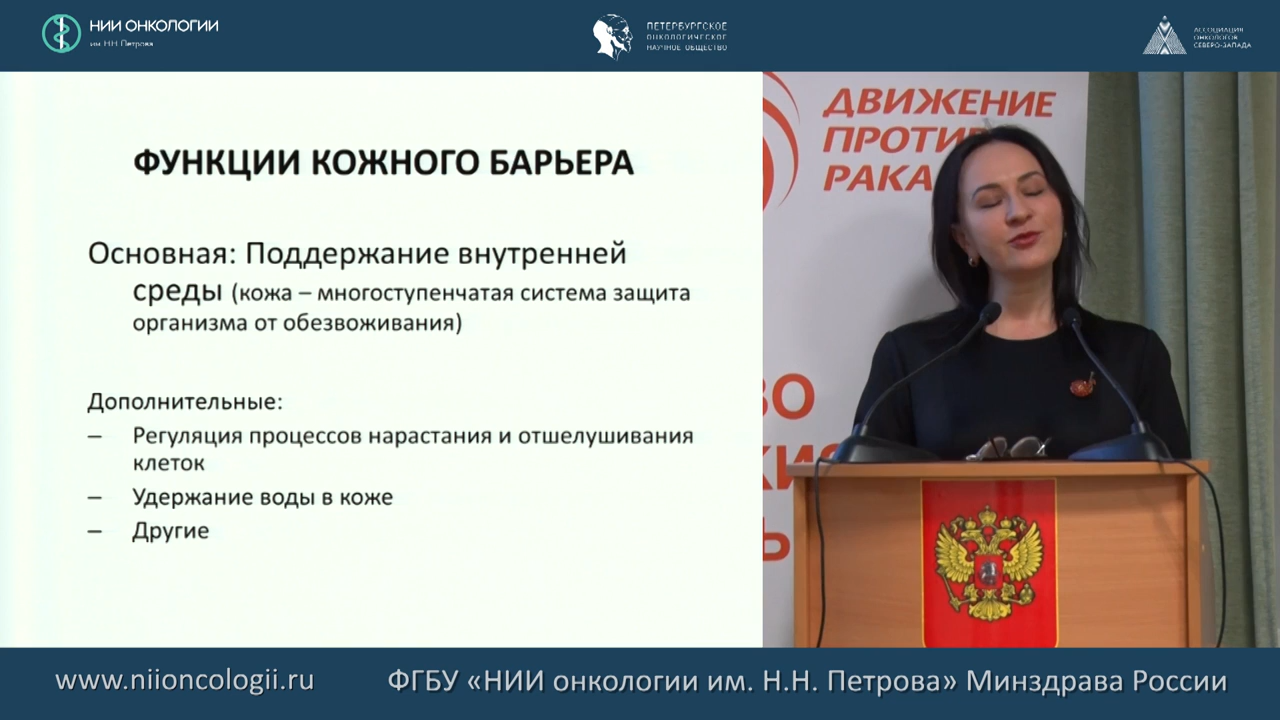 НИИ ОНКОЛОГИИ
им. Н.Н. Петрова
ПЕТЕРБУРГСКОЕ
ОНКОЛОГИЧЕСКОЕ
НАУЧНОЕ ОБЩЕСТВО
АССОЦИАЦИЯ
ОНКОЛОГОВ
СЕВЕРО-ЗАПАДА
ФУНКЦИИ КОЖНОГО БАРЬЕРА
Основная: Поддержание внутренней
среды (кожа – многоступенчатая система защита
организма от обезвоживания)
Дополнительные:
– Регуляция процессов нарастания и отшелушивания
клеток
– Удержание воды в коже
– Другие
ДВИЖЕНИЕ
ПРОТИВ
РАКА
www.niioncologii.ru
ФГБУ «НИИ онкологии им. Н.Н. Петрова» Минздрава России